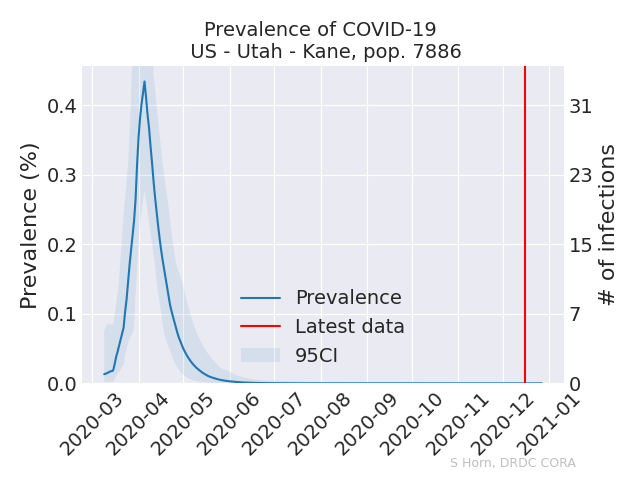 Prevalence of COVID-19
US - Utah - Kane, pop. 7886
Prevalence (%)
0.4
0.3
0.2
0.1
0.0
31
23
15
7
0
# of infections
Prevalence
Latest data
95CI
2020-03
2020-04
2020-05
2020-06
2020-07
2020-08
2020-09
2020-10
2020-11
2020-12
2021-01
S Horn, DRDC CORA